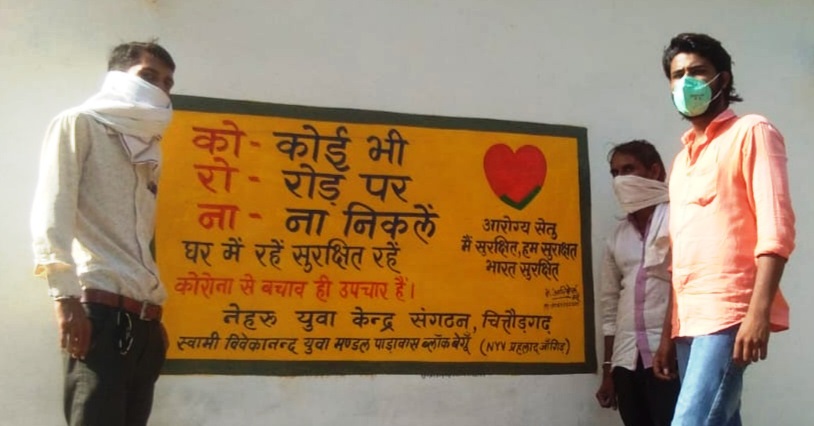 को - कोई भी
रो - रोड़ पर
ना - ना निकलें
घर में रहें सुरक्षित रहें
कोरोना से बचाव ही उपचार हैं।
आरोग्य सेतु
मैं सुरक्षित, हम सुरक्षित
भारत सुरक्षित
नेहरु युवा केन्द्र संगठन, चित्तौड़गढ़
स्वामी विवेकानन्द युवा मण्डल पाड़ावास ब्लॉक बेगूँ (NYV प्रहलाद जाँगिड़)